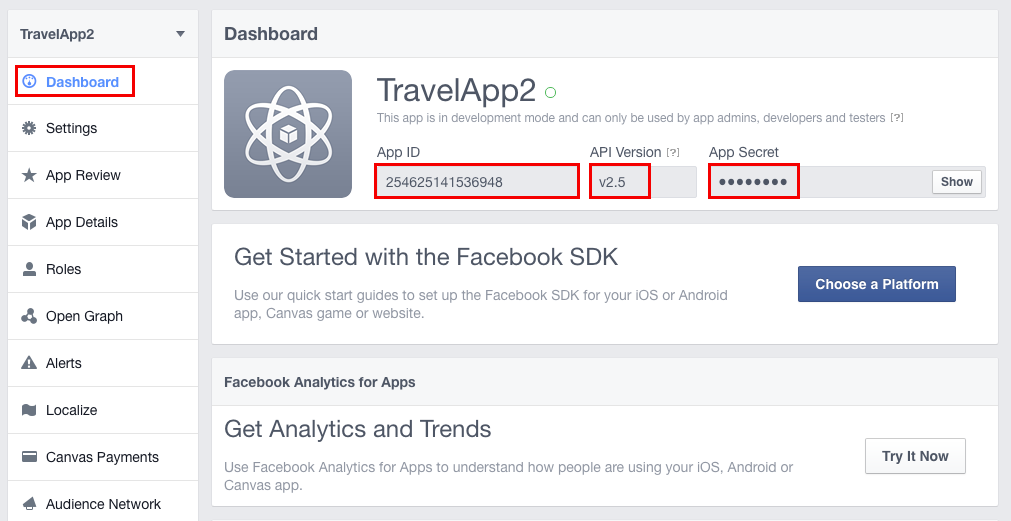 TravelApp2
Dashboard
Settings
App Review
App Details
Roles
Open Graph
Alerts
Localize
Canvas Payments
Audience Network
Dashboard
TravelApp2
This app is in development mode and can only be used by app admins, developers and testers [?]
App ID API Version [?] App Secret
254625141536948 v2.5 ●●●●●●●● Show
Get Started with the Facebook SDK
Use our quick start guides to set up the Facebook SDK for your iOS or Android
app, Canvas game or website.
Choose a Platform
Facebook Analytics for Apps
Get Analytics and Trends
Use Facebook Analytics for Apps to understand how people are using your iOS, Android or
Canvas app.
Try It Now